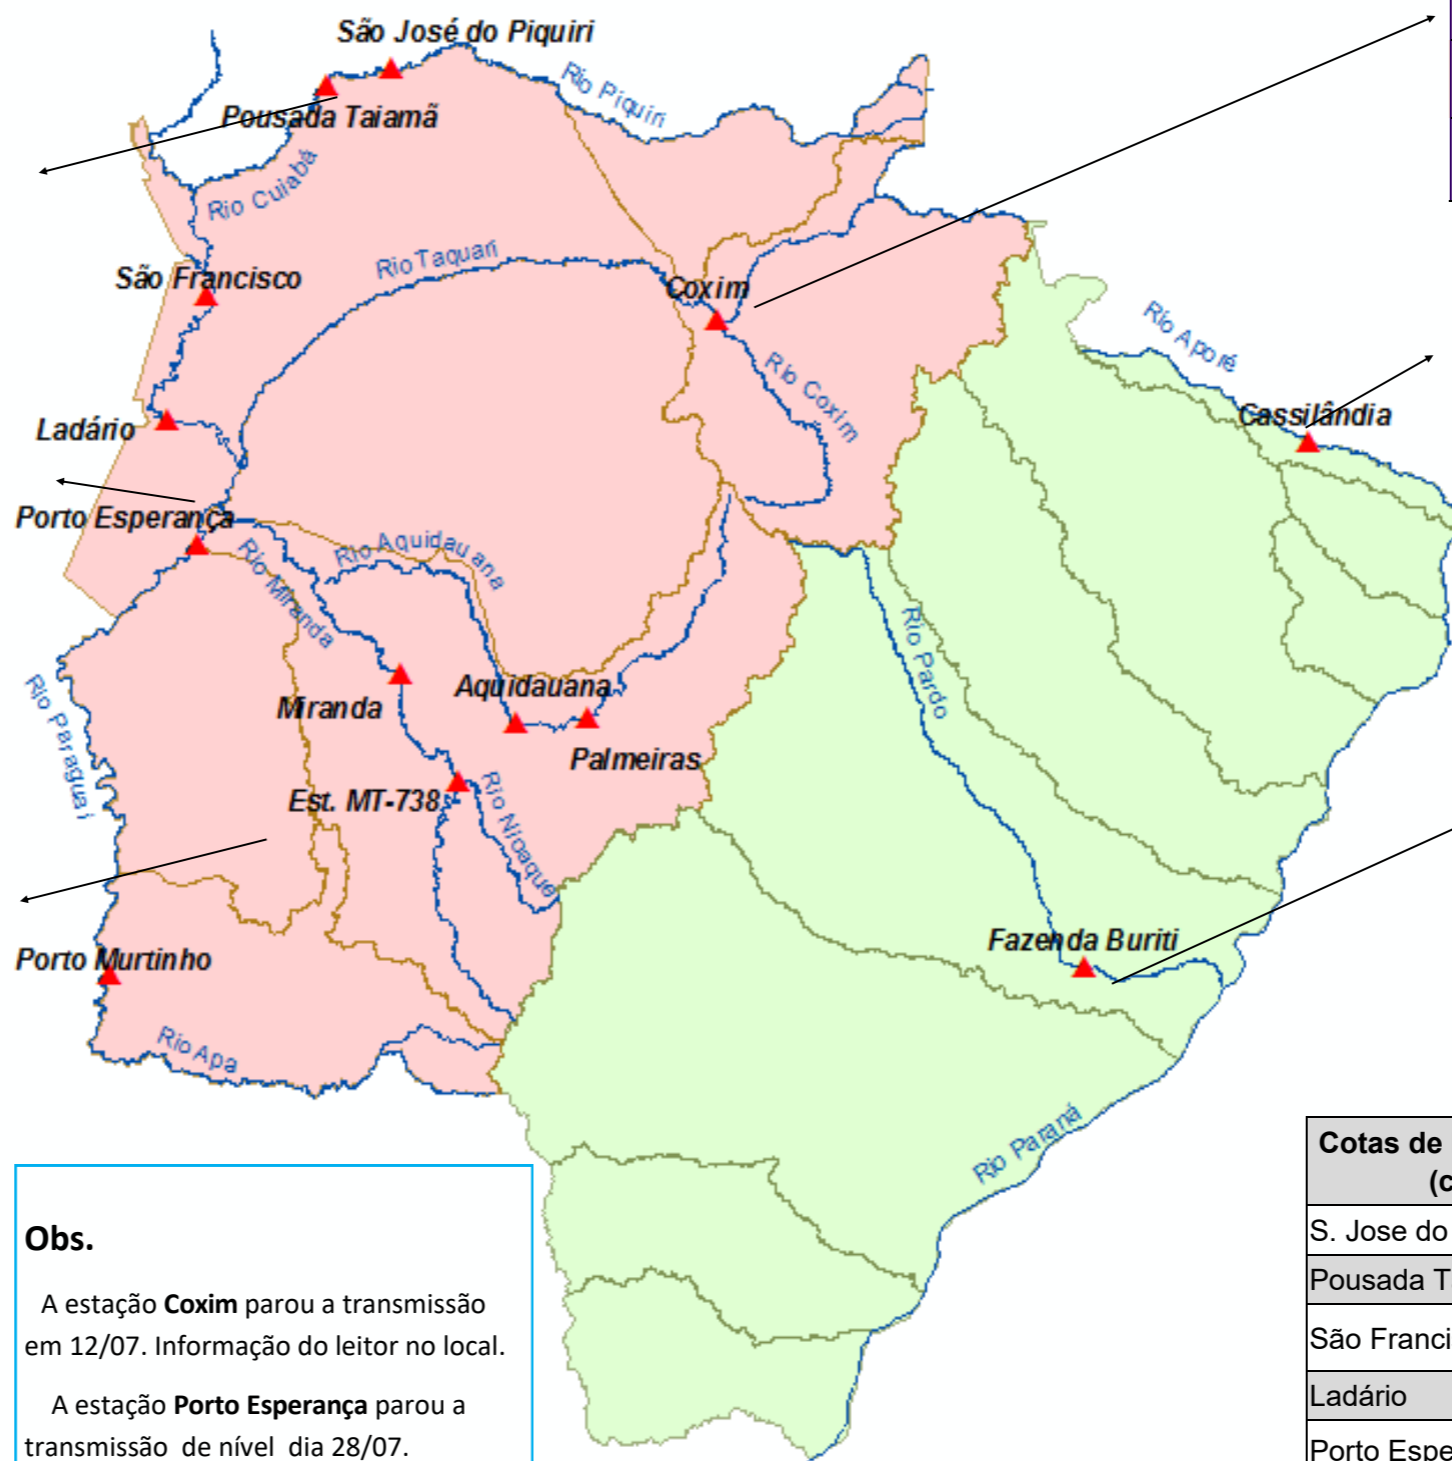 São José do Piquiri
Rio Piquiri
Pousada Taiamã
Rio Cuiabá
São Francisco
Rio Taquari
Coxim
Rio Aporé
Rio Coxim
Cassilândia
Ladário
Porto Esperança
Rio Aquidauana
Rio Miranda
Rio Pardo
Rio Paraguai
Aquidauana
Miranda
Palmeiras
Est. MT-738
Rio Nioaque
Fazenda Buriti
Porto Murtinho
Rio Apa
Rio Paraná
Cotas de
(c
S. Jose do
Pousada T
São Franci
Ladário
Porto Espe
Obs.
A estação Coxim parou a transmissão
em 12/07. Informação do leitor no local.
A estação Porto Esperança parou a
transmissão de nível dia 28/07.